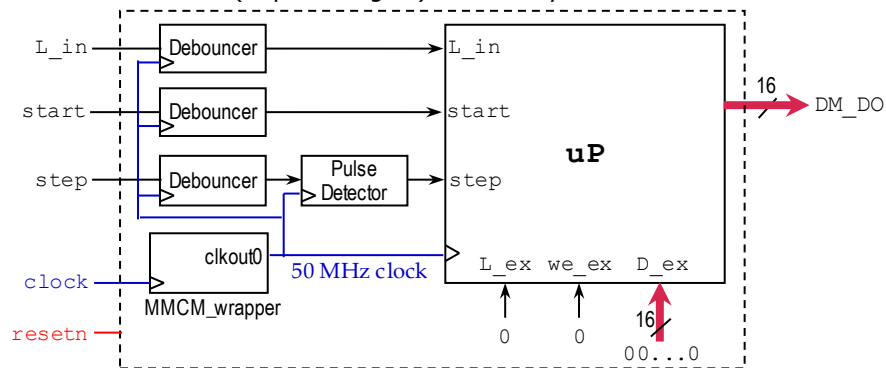 L_in
Debouncer
L_in
start
Debouncer
start
16
DM_DO
uP
step
Debouncer
Pulse
Detector
step
clkout0
50 MHz clock
L_ex we_ex D_ex
clock
MMCM_wrapper
resetn
0
0
16
00...0